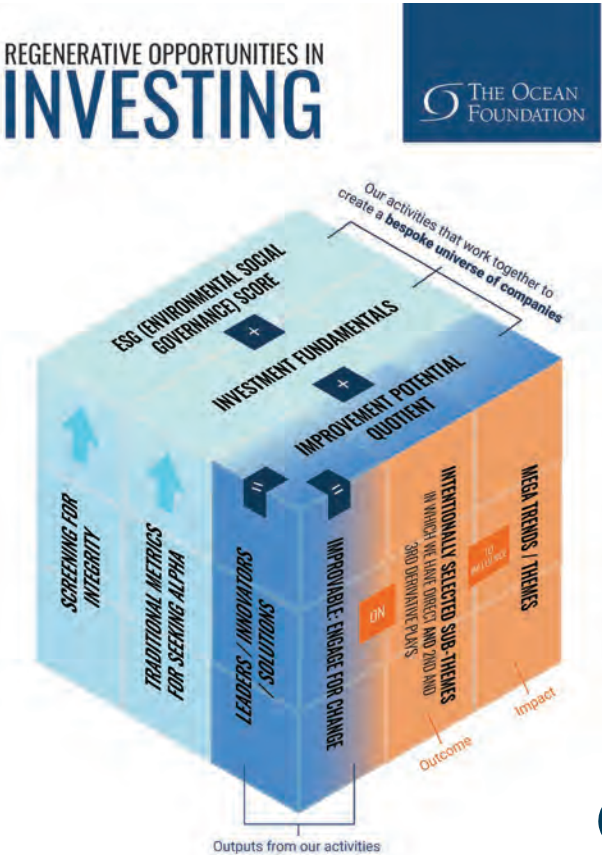 REGENERATIVE OPPORTUNITIES IN
INVESTING
THE OCEAN
FOUNDATION
Our activities that work together to
create a bespoke universe of companies
ESG (ENVIRONMENTAL SOCIAL
GOVERNANCE) SCORE
+
INVESTMENT FUNDAMENTALS
+
IMPROVEMENT POTENTIAL
QUOTIENT
=
=
SCREENING FOR
INTEGRITY
TRADITIONAL METRICS
FOR SEEKING ALPHA
LEADERS / INNOVATORS
/ SOLUTIONS
IMPROVABLE: ENGAGE FOR CHANGE
ON
INTENTIONALLY SELECTED SUB-THEMES
IN WHICH WE HAVE DIRECT AND 2ND AND
3RD DERIVATIVE PLAYS
TO
INFLUENCE
MEGA TRENDS / THEMES
Impact
Outcome
Outputs from our activities